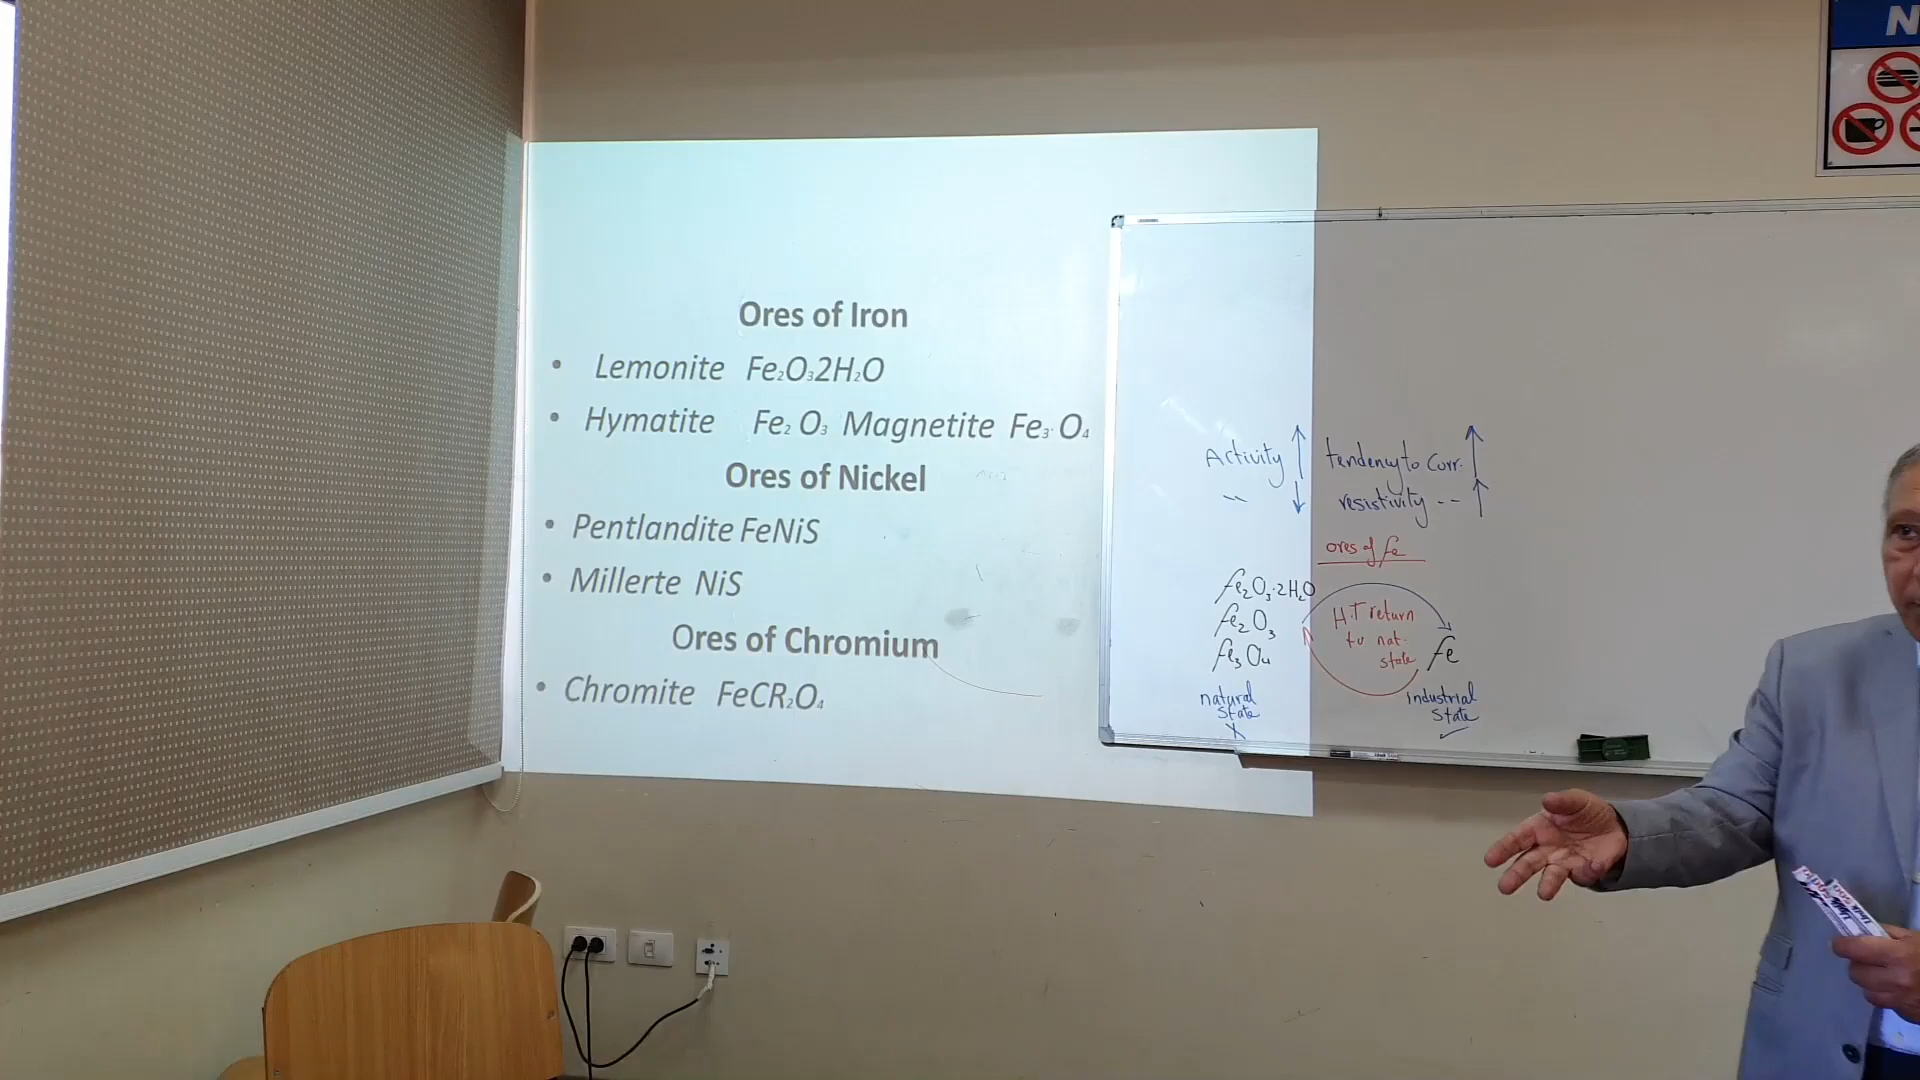 Ores of Iron
• Lemonite Fe₂O₃2H₂O
• Hymatite Fe₂ O₃ Magnetite Fe₃ O₄
Ores of Nickel
• Pentlandite FeNiS
• Millerte NiS
Ores of Chromium
• Chromite FeCR₂O₄
Activity ↑ tendency to Corr. ↑
-- ↓ resistivity -- ↑
ores of fe
fe₂O₃·2H₂O
fe₂O₃
fe₃O₄
H.T return
to nat.
state
fe
natural
state
X
industrial
state
✓
N